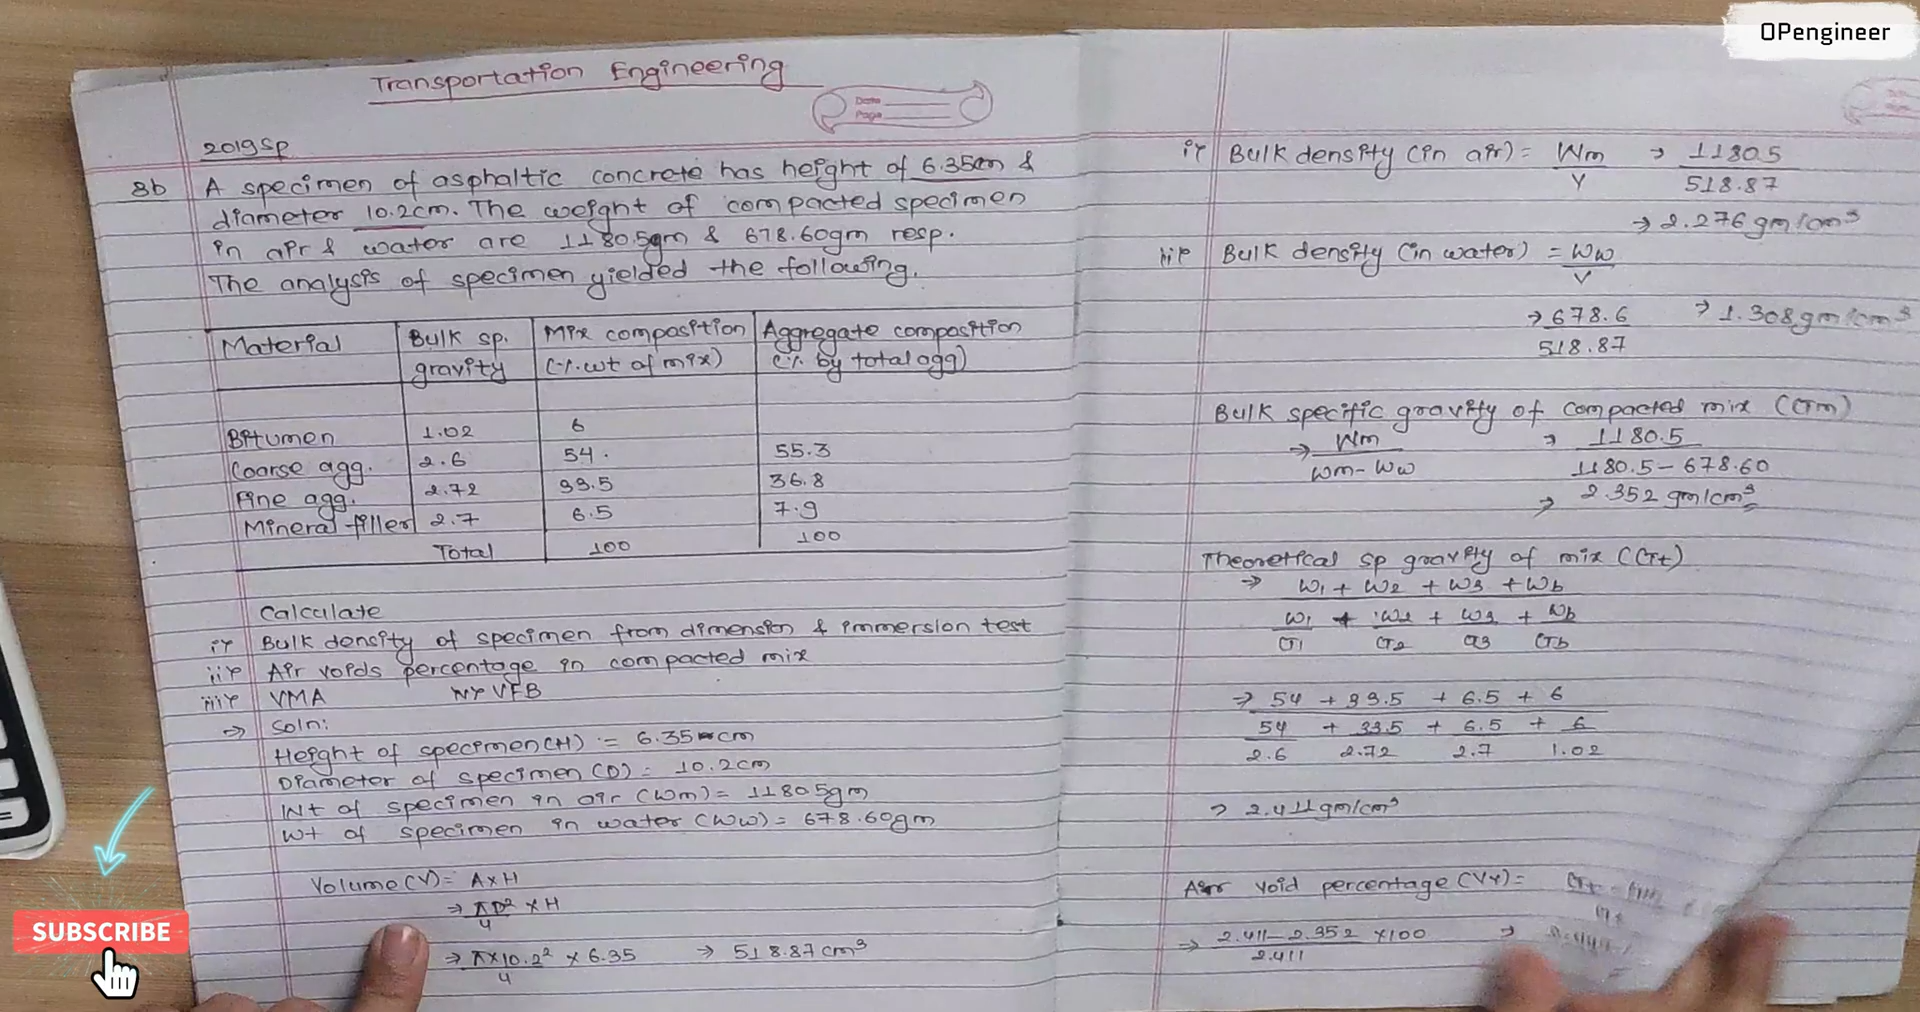 OPengineer
Transportation Engineering
Date
Page
2019 Sp
8b A specimen of asphaltic concrete has height of 6.35cm &
diameter 10.2cm. The weight of compacted specimen
in air & water are 1180.5gm & 678.60gm resp.
The analysis of specimen yielded the following.
Material Bulk sp. gravity Mix composition (%.wt of mix) Aggregate composition (% by total agg)
Bitumen 1.02 6
Coarse agg. 2.6 54. 55.3
Fine agg. 2.72 33.5 36.8
Mineral filler 2.7 6.5 7.9
Total 100 100
Calculate
i> Bulk density of specimen from dimension & immersion test
ii> Air voids percentage in compacted mix
iii> VMA iv> VFB
→ Soln:
Height of specimen(H) = 6.35 cm
Diameter of specimen (D) = 10.2cm
Wt of specimen in air (Wm) = 1180.5gm
Wt of specimen in water (Ww) = 678.60gm
Volume (V) = A×H
→ πD²/4 × H
→ π×10.2²/4 × 6.35 → 518.87 cm³
i> Bulk density (in air) = Wm/V → 1180.5/518.87
→ 2.276 gm/cm³
ii> Bulk density (in water) = Ww/V
→ 678.6/518.87 → 1.308 gm/cm³
Bulk specific gravity of compacted mix (Gm)
→ Wm/Wm-Ww → 1180.5/1180.5-678.60
→ 2.352 gm/cm³
Theoretical sp gravity of mix (Gt)
→ W1 + W2 + W3 + Wb
W1/G1 + W2/G2 + W3/G3 + Wb/Gb
→ 54 + 33.5 + 6.5 + 6
54/2.6 + 33.5/2.72 + 6.5/2.7 + 6/1.02
→ 2.411 gm/cm³
Air void percentage (Vv) =
→ 2.411-2.352/2.411 ×100 →
SUBSCRIBE